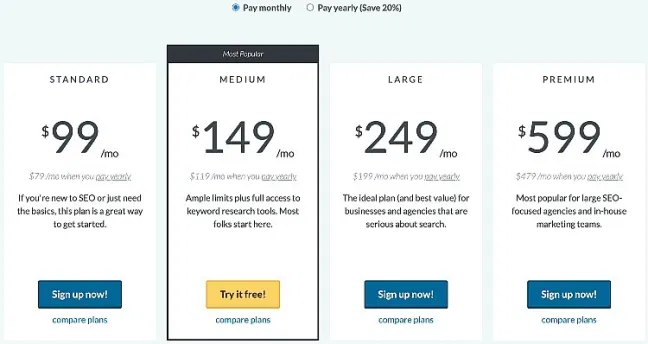 Pay monthly Pay yearly (Save 20%)
Most Popular
STANDARD
$99/mo
$79 /mo when you pay yearly
If you're new to SEO or just need
the basics, this plan is a great way
to get started.
Sign up now!
compare plans
MEDIUM
$149/mo
$119 /mo when you pay yearly
Ample limits plus full access to
keyword research tools. Most
folks start here.
Try it free!
compare plans
LARGE
$249/mo
$199 /mo when you pay yearly
The ideal plan (and best value) for
businesses and agencies that are
serious about search.
Sign up now!
compare plans
PREMIUM
$599/mo
$479 /mo when you pay yearly
Most popular for large SEO-
focused agencies and in-house
marketing teams.
Sign up now!
compare plans